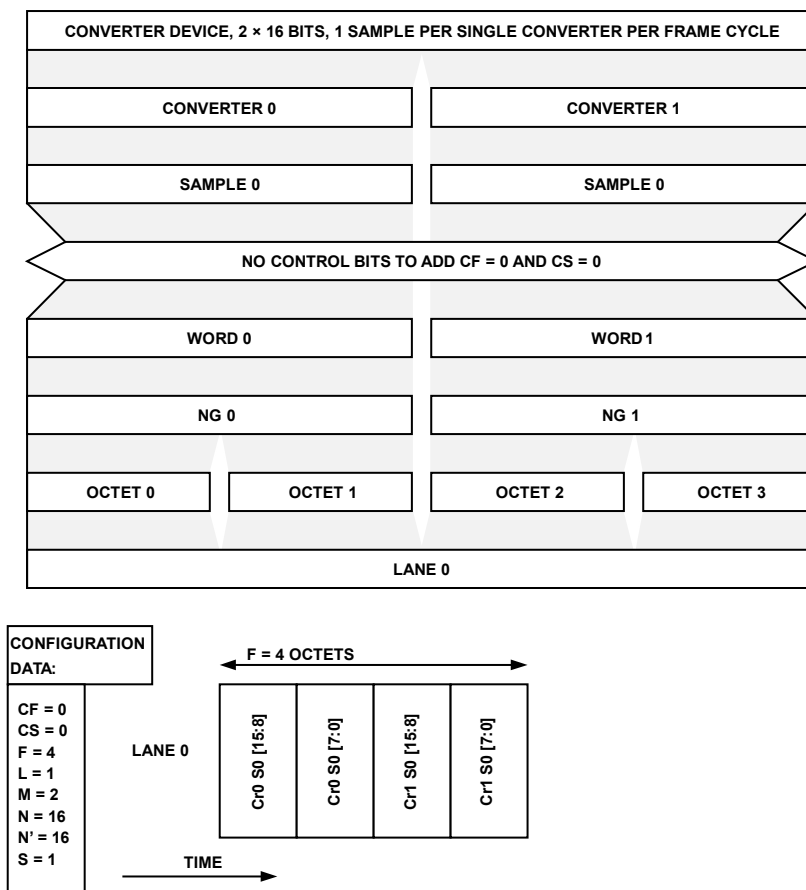 CONVERTER DEVICE, 2 × 16 BITS, 1 SAMPLE PER SINGLE CONVERTER PER FRAME CYCLE
CONVERTER 0
CONVERTER 1
SAMPLE 0
SAMPLE 0
NO CONTROL BITS TO ADD CF = 0 AND CS = 0
WORD 0
WORD 1
NG 0
NG 1
OCTET 0
OCTET 1
OCTET 2
OCTET 3
LANE 0
CONFIGURATION
DATA:
CF = 0
CS = 0
F = 4
L = 1
M = 2
N = 16
N' = 16
S = 1
F = 4 OCTETS
LANE 0
Cr0 S0 [15:8]
Cr0 S0 [7:0]
Cr1 S0 [15:8]
Cr1 S0 [7:0]
TIME